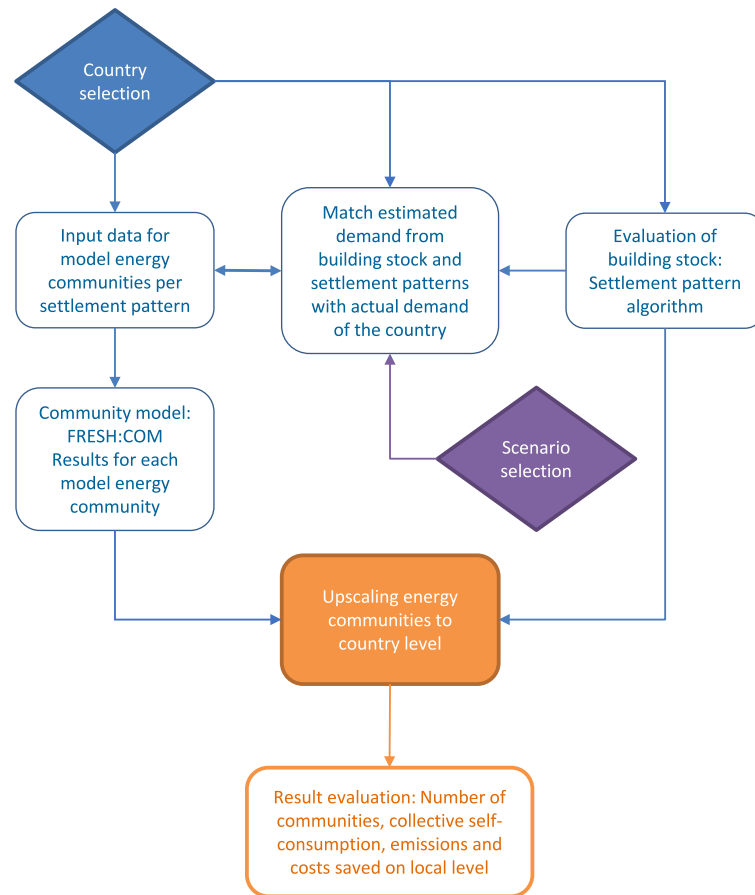 Country
selection
Input data for
model energy
communities per
settlement pattern
Match estimated
demand from
building stock and
settlement patterns
with actual demand
of the country
Evaluation of
building stock:
Settlement pattern
algorithm
Community model:
FRESH:COM
Results for each
model energy
community
Scenario
selection
Upscaling energy
communities to
country level
Result evaluation: Number of
communities, collective self-
consumption, emissions and
costs saved on local level